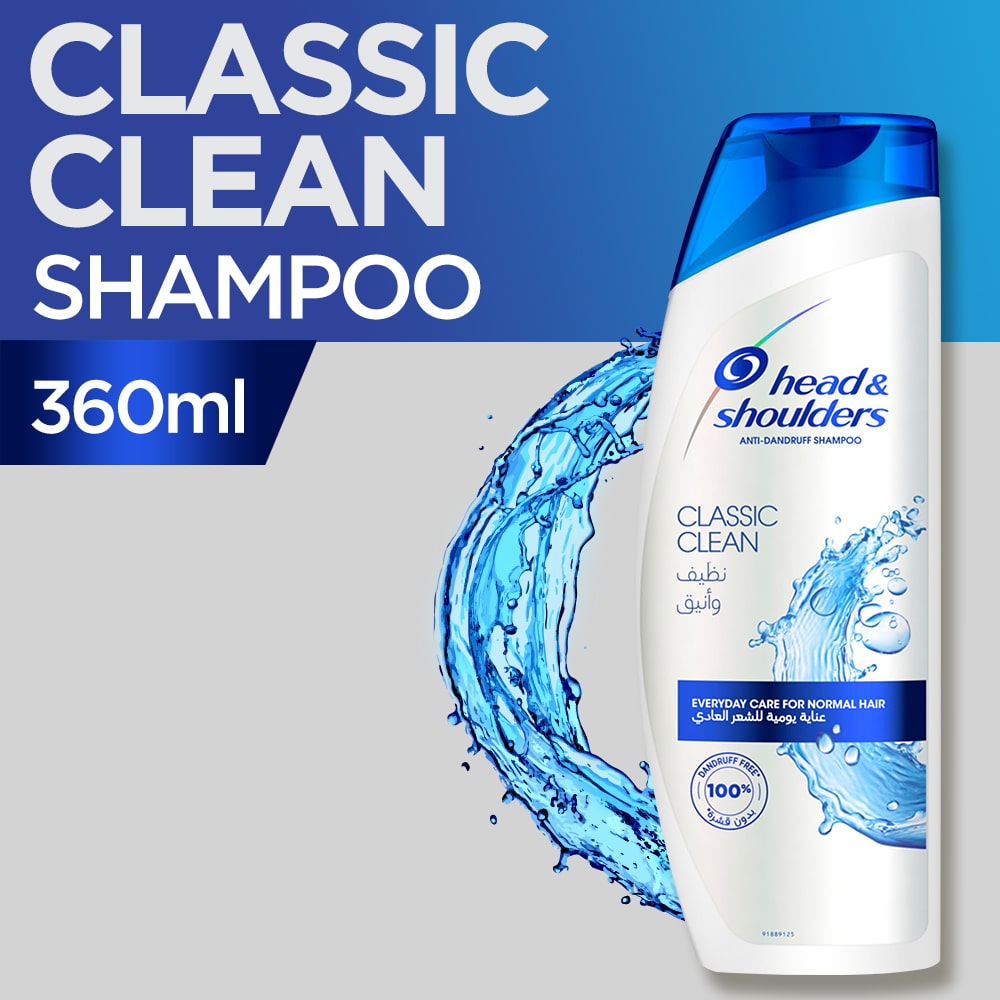 CLASSIC
CLEAN
SHAMPOO
360ml
head &
shoulders
ANTI-DANDRUFF SHAMPOO
CLASSIC
CLEAN
نظيف
وأنيق
EVERYDAY CARE FOR NORMAL HAIR
عناية يومية للشعر العادي
DANDRUFF FREE*
100%
بدون قشرة*
91889125